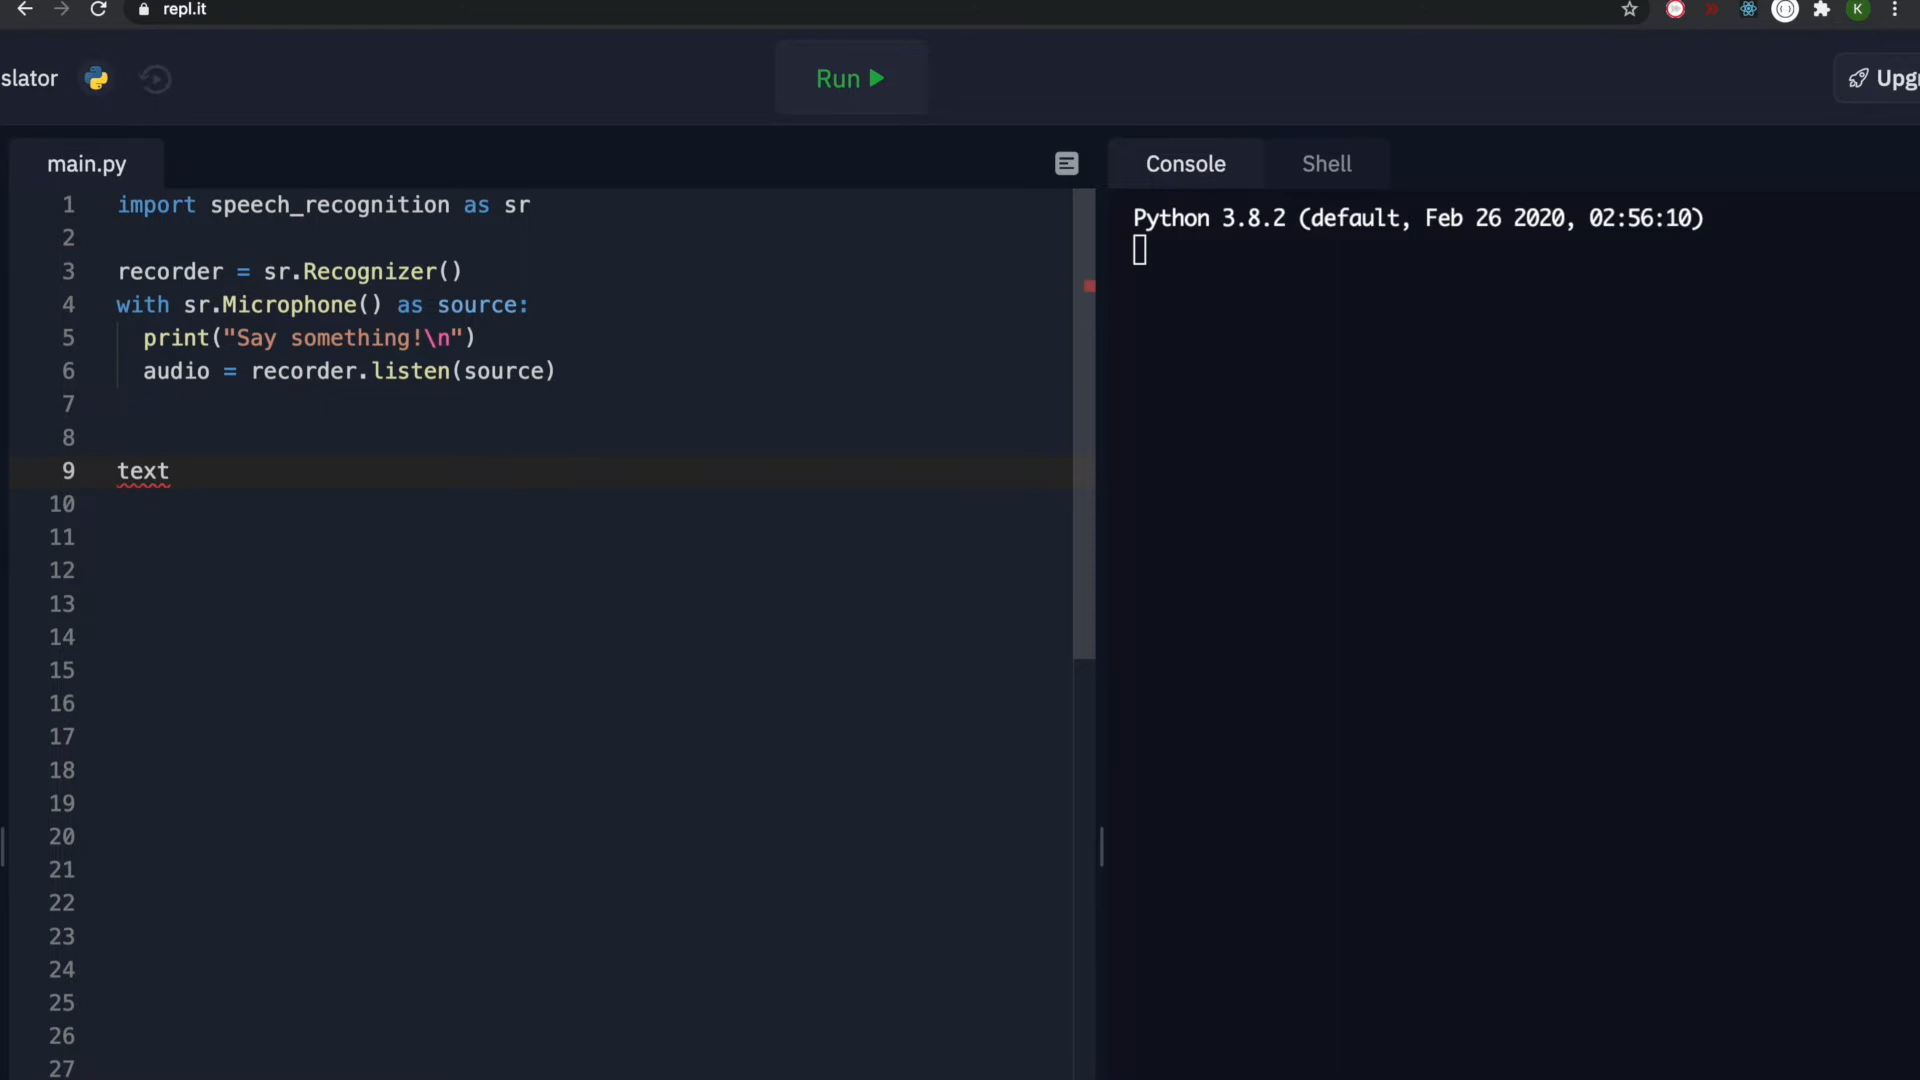 repl.it
K
slator
Run
Upgr
main.py
Console
Shell
1 import speech_recognition as sr
2
3 recorder = sr.Recognizer()
4 with sr.Microphone() as source:
5 print("Say something!\n")
6 audio = recorder.listen(source)
7
8
9 text
10
11
12
13
14
15
16
17
18
19
20
21
22
23
24
25
26
27
Python 3.8.2 (default, Feb 26 2020, 02:56:10)